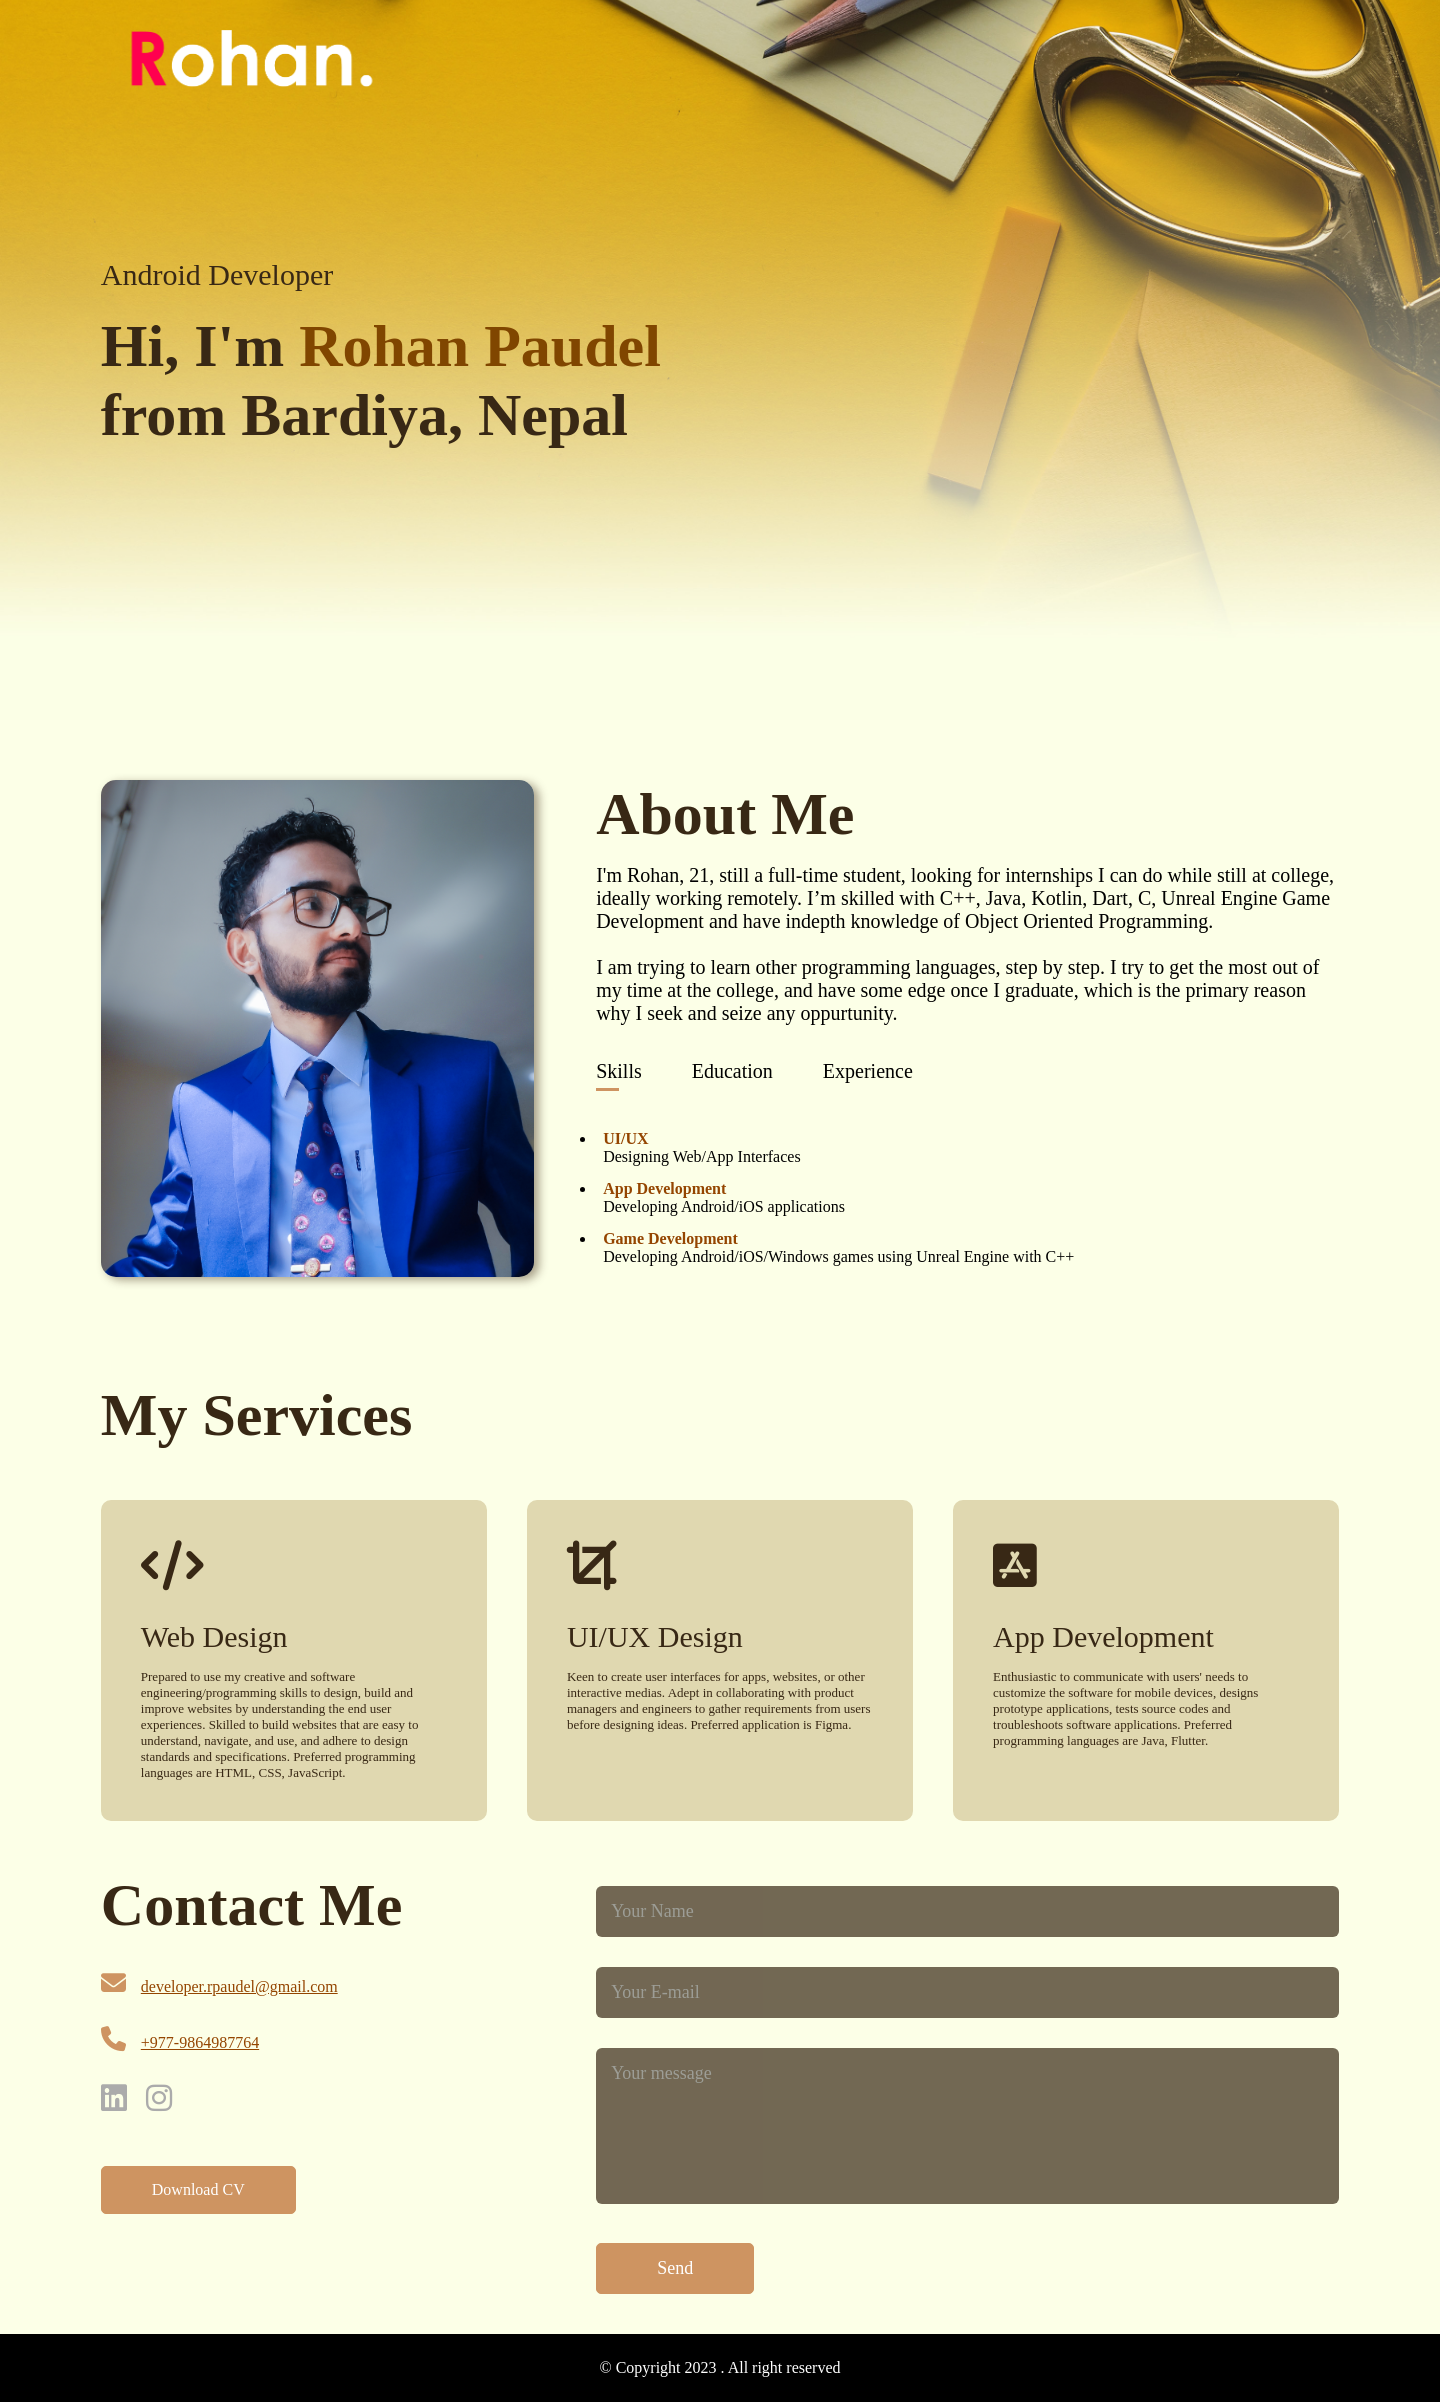 Rohan.
Android Developer
Hi, I'm Rohan Paudel
from Bardiya, Nepal
About Me
I'm Rohan, 21, still a full-time student, looking for internships I can do while still at college,
ideally working remotely. I’m skilled with C++, Java, Kotlin, Dart, C, Unreal Engine Game
Development and have indepth knowledge of Object Oriented Programming.
I am trying to learn other programming languages, step by step. I try to get the most out of
my time at the college, and have some edge once I graduate, which is the primary reason
why I seek and seize any oppurtunity.
Skills Education Experience
UI/UX
Designing Web/App Interfaces
App Development
Developing Android/iOS applications
Game Development
Developing Android/iOS/Windows games using Unreal Engine with C++
My Services
Web Design
Prepared to use my creative and software
engineering/programming skills to design, build and
improve websites by understanding the end user
experiences. Skilled to build websites that are easy to
understand, navigate, and use, and adhere to design
standards and specifications. Preferred programming
languages are HTML, CSS, JavaScript.
UI/UX Design
Keen to create user interfaces for apps, websites, or other
interactive medias. Adept in collaborating with product
managers and engineers to gather requirements from users
before designing ideas. Preferred application is Figma.
App Development
Enthusiastic to communicate with users' needs to
customize the software for mobile devices, designs
prototype applications, tests source codes and
troubleshoots software applications. Preferred
programming languages are Java, Flutter.
Contact Me
developer.rpaudel@gmail.com
+977-9864987764
Download CV
Your Name
Your E-mail
Your message
Send
© Copyright 2023 . All right reserved